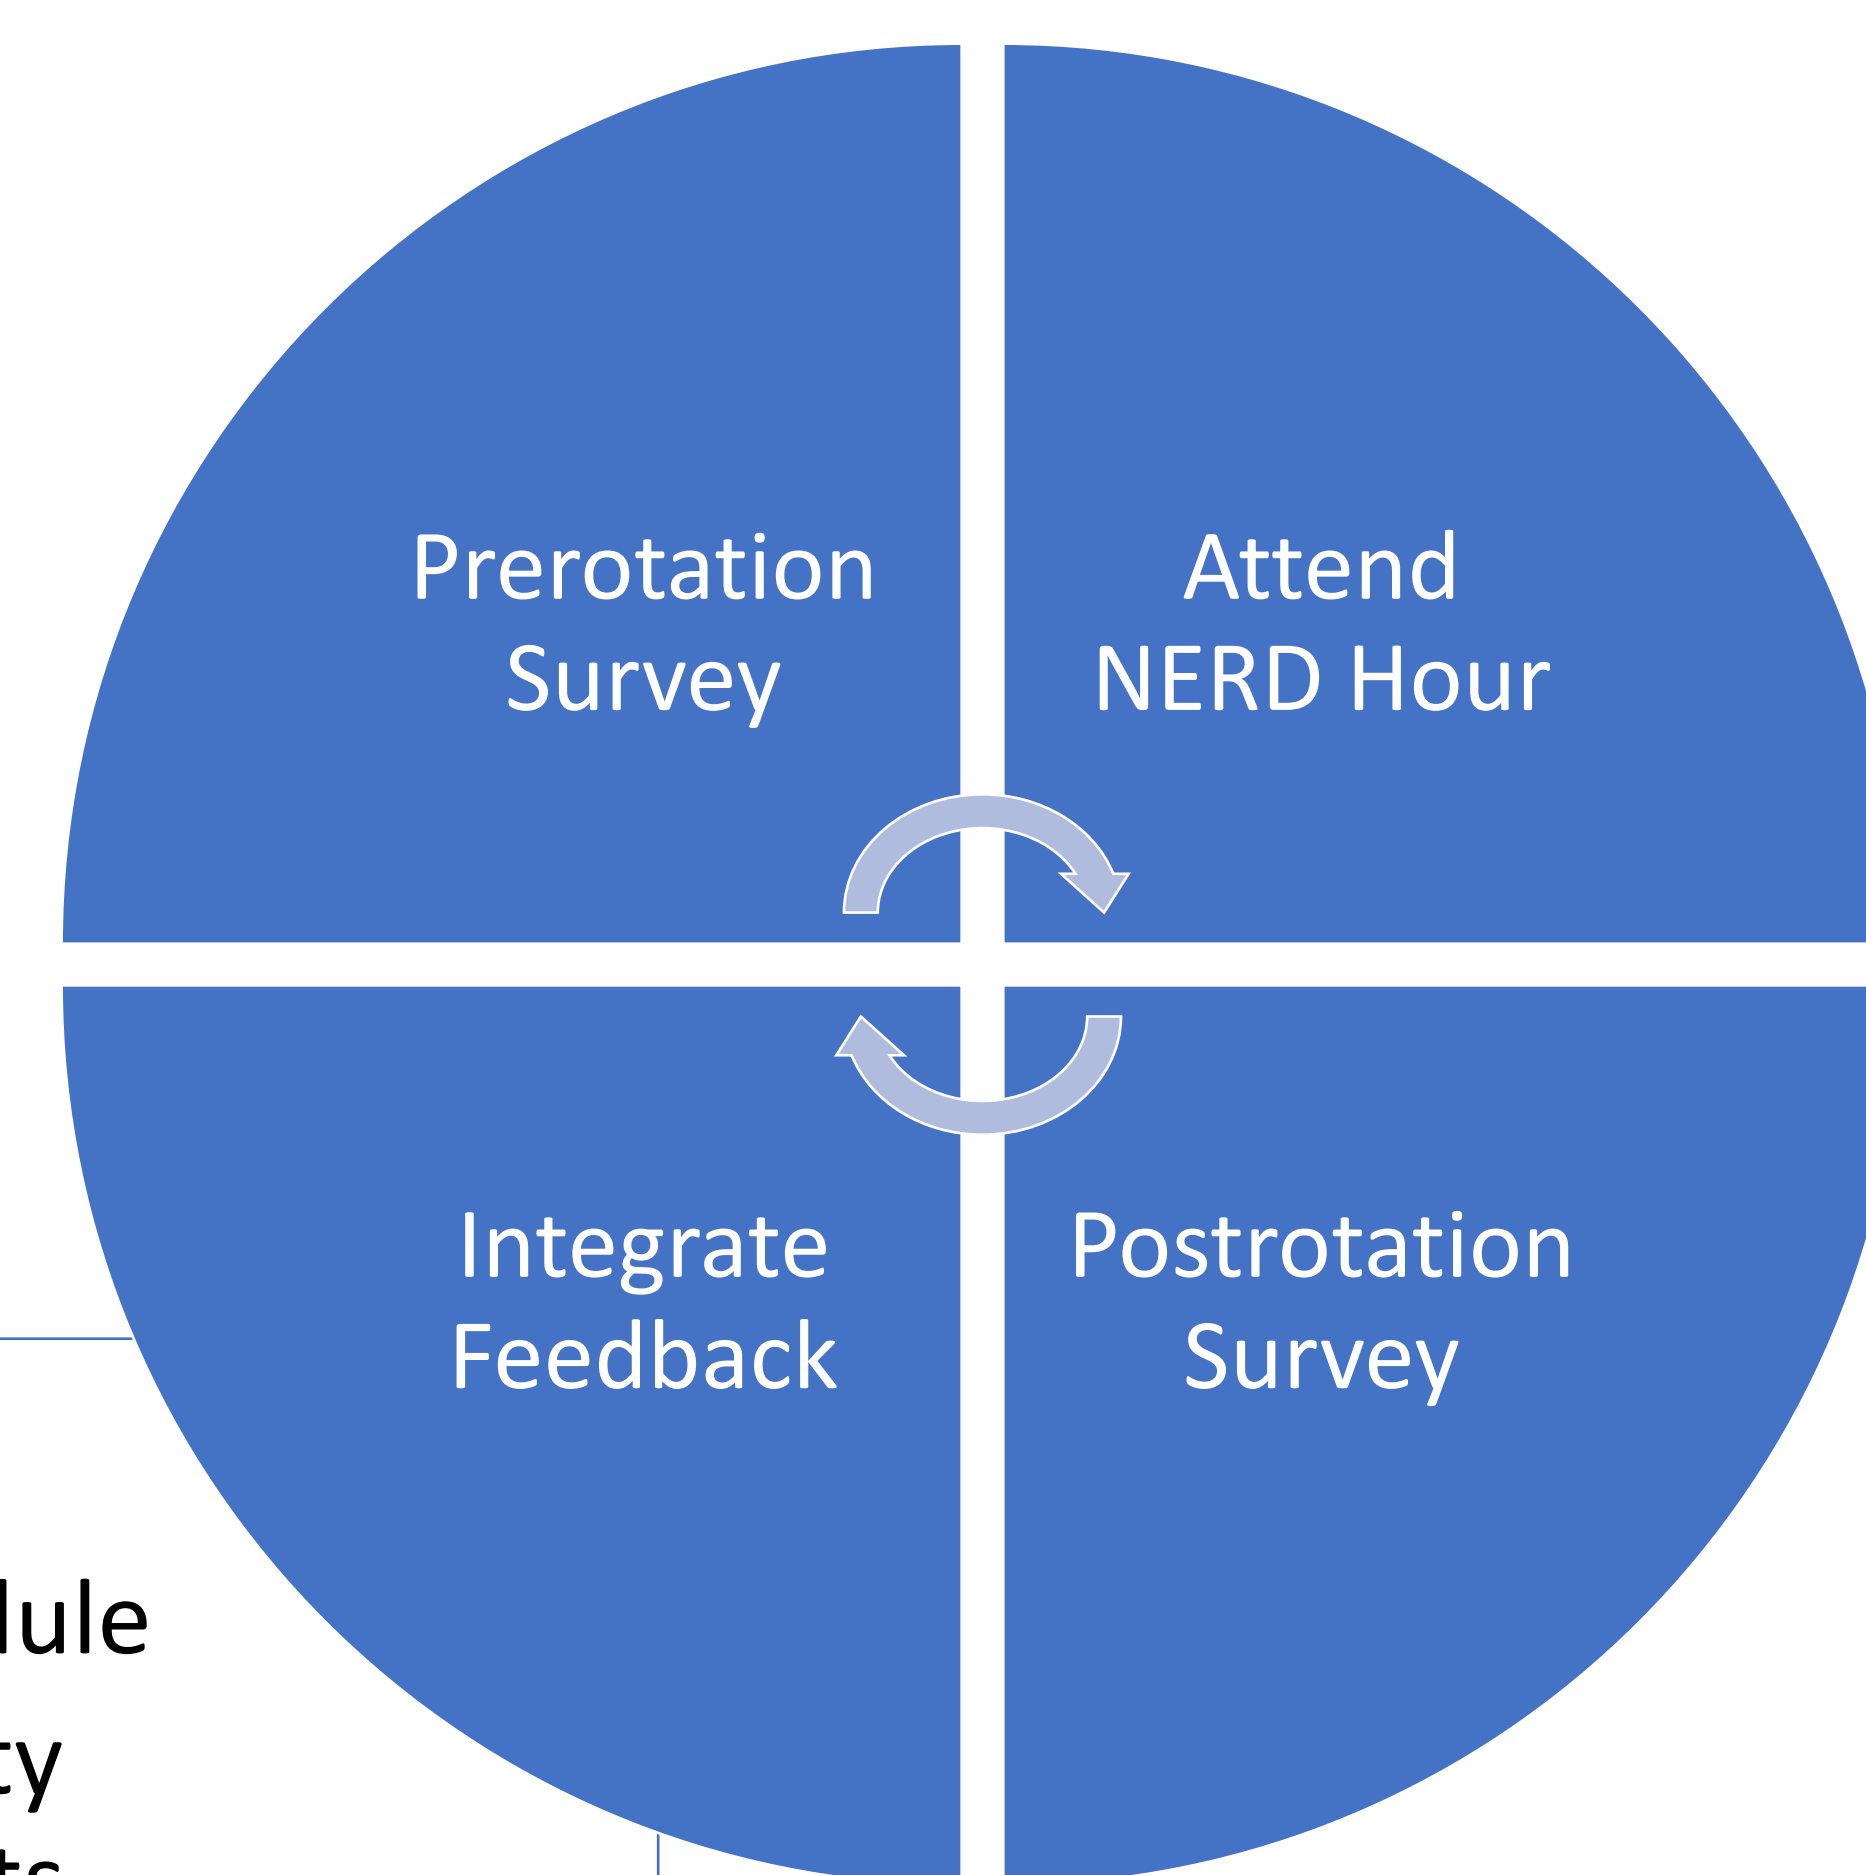 Prerotation
Survey
Attend
NERD Hour
Integrate
Feedback
Postrotation
Survey